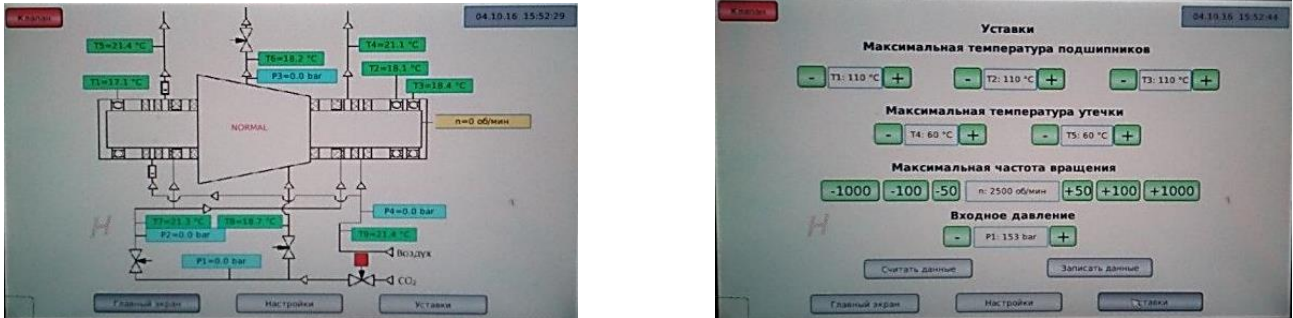 Клапан
04.10.16 15:52:29
T5=21.4 °C
T4=21.1 °C
T6=18.2 °C
T2=18.1 °C
P3=0.0 bar
T1=17.1 °C
T3=18.4 °C
n=0 об/мин
NORMAL
P4=0.0 bar
T7=21.3 °C
T8=18.7 °C
P2=0.0 bar
T9=21.4 °C
Воздух
P1=0.0 bar
CO₂
H
Главный экран
Настройки
Уставки
Клапан
04.10.16 15:52:44
Уставки
Максимальная температура подшипников
- T1: 110 °C + - T2: 110 °C + - T3: 110 °C +
Максимальная температура утечки
- T4: 60 °C + - T5: 60 °C +
Максимальная частота вращения
-1000 -100 -50 n: 2500 об/мин +50 +100 +1000
H
Входное давление
- P1: 153 bar +
Считать данные Записать данные
Главный экран Настройки Уставки